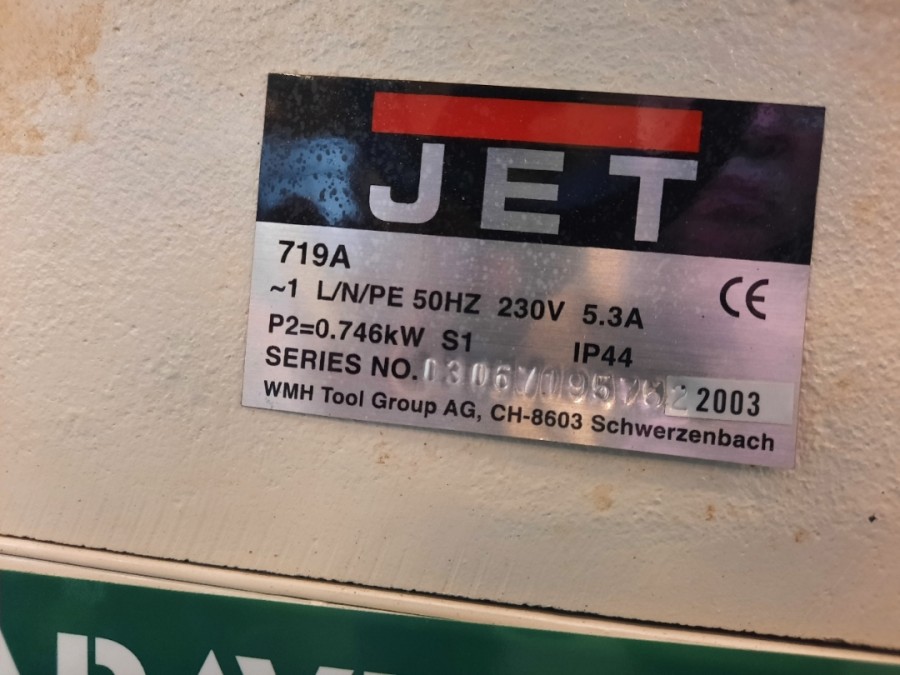 JET
719A
CE
~1 L/N/PE 50HZ 230V 5.3A
P2=0.746kW S1 IP44
SERIES NO. 2003
WMH Tool Group AG, CH-8603 Schwerzenbach